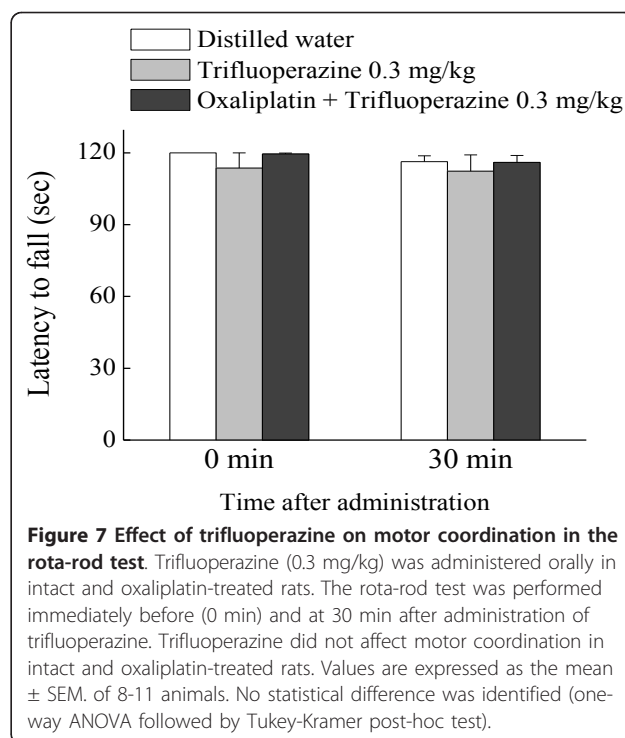 Distilled water
Trifluoperazine 0.3 mg/kg
Oxaliplatin + Trifluoperazine 0.3 mg/kg
Latency to fall (sec)
120
90
60
30
0
0 min
30 min
Time after administration
Figure 7 Effect of trifluoperazine on motor coordination in the
rota-rod test. Trifluoperazine (0.3 mg/kg) was administered orally in
intact and oxaliplatin-treated rats. The rota-rod test was performed
immediately before (0 min) and at 30 min after administration of
trifluoperazine. Trifluoperazine did not affect motor coordination in
intact and oxaliplatin-treated rats. Values are expressed as the mean
± SEM. of 8-11 animals. No statistical difference was identified (one-
way ANOVA followed by Tukey-Kramer post-hoc test).